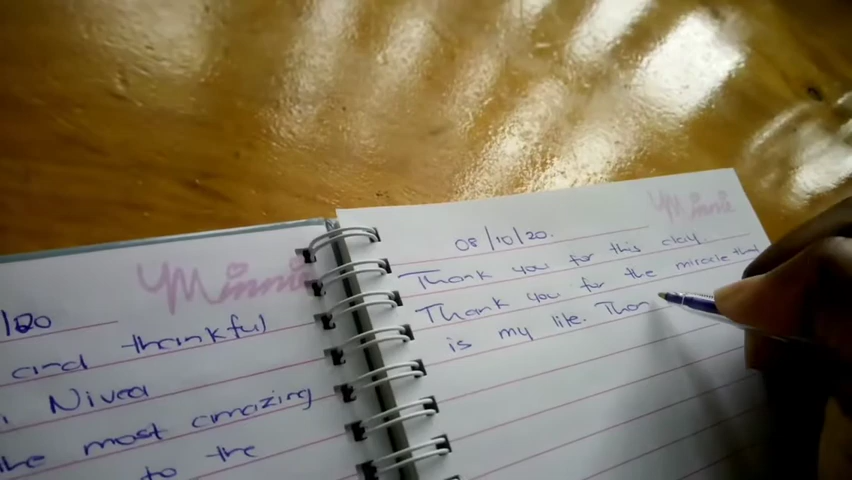 Minnie
/20
and thankful
Nivea
the most amazing
to the
Minnie
08/10/20.
Thank you for this day.
Thank you for the miracle that
is my life. Than